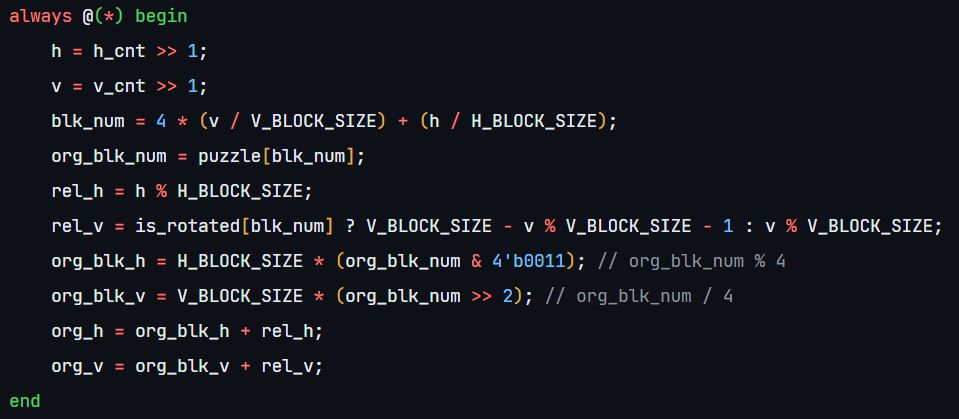 always @(*) begin
    h = h_cnt >> 1;
    v = v_cnt >> 1;
    blk_num = 4 * (v / V_BLOCK_SIZE) + (h / H_BLOCK_SIZE);
    org_blk_num = puzzle[blk_num];
    rel_h = h % H_BLOCK_SIZE;
    rel_v = is_rotated[blk_num] ? V_BLOCK_SIZE - v % V_BLOCK_SIZE - 1 : v % V_BLOCK_SIZE;
    org_blk_h = H_BLOCK_SIZE * (org_blk_num & 4'b0011); // org_blk_num % 4
    org_blk_v = V_BLOCK_SIZE * (org_blk_num >> 2); // org_blk_num / 4
    org_h = org_blk_h + rel_h;
    org_v = org_blk_v + rel_v;
end